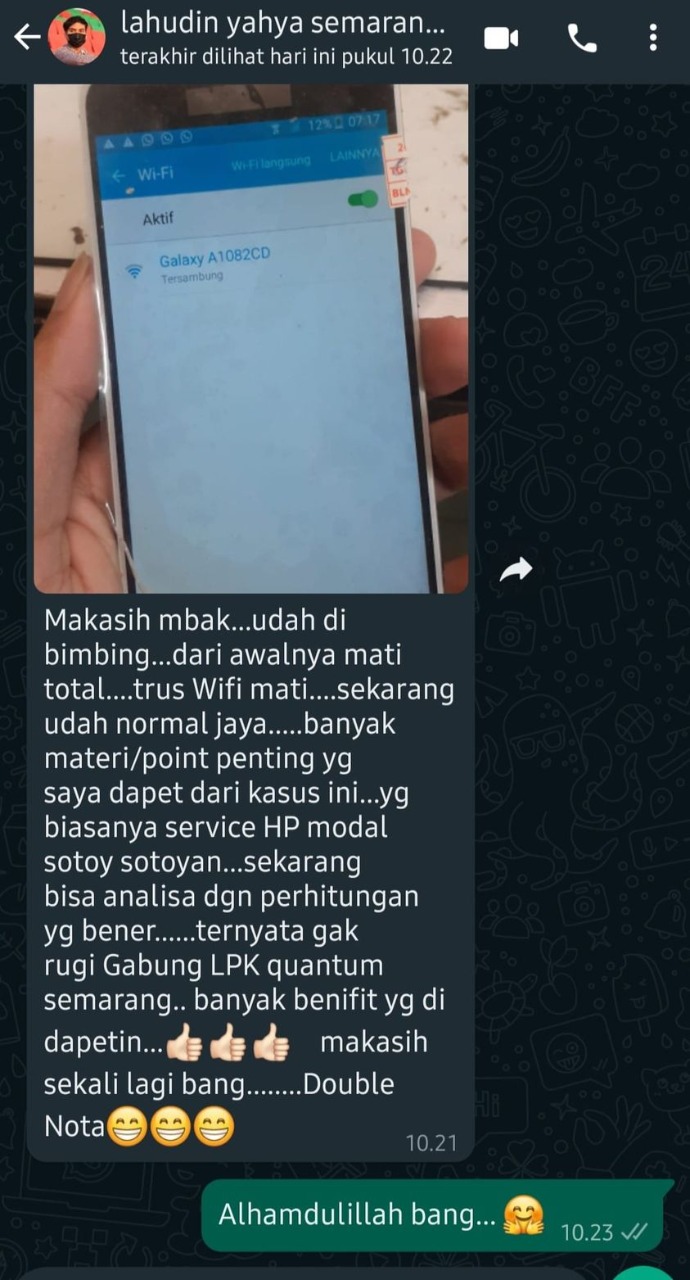 lahudin yahya semaran...
terakhir dilihat hari ini pukul 10.22
12% 07.17
Wi-Fi
Wi-Fi langsung
LAINNYA
Aktif
Galaxy A1082CD
Tersambung
Makasih mbak...udah di
bimbing...dari awalnya mati
total....trus Wifi mati....sekarang
udah normal jaya.....banyak
materi/point penting yg
saya dapet dari kasus ini...yg
biasanya service HP modal
sotoy sotoyan...sekarang
bisa analisa dgn perhitungan
yg bener......ternyata gak
rugi Gabung LPK quantum
semarang.. banyak benifit yg di
dapetin...👍🏻👍🏻👍🏻 makasih
sekali lagi bang........Double
Nota😁😁😁
10.21
Alhamdulillah bang...🤗
10.23